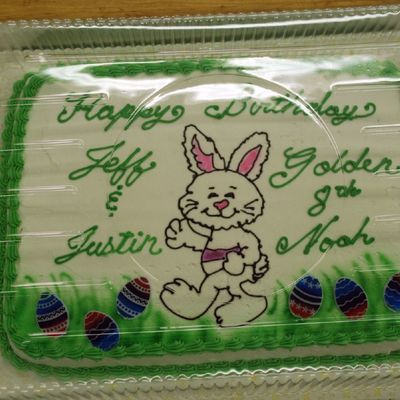 Happy Birthday
Jeff Golden
&. 8th
Justin Noah